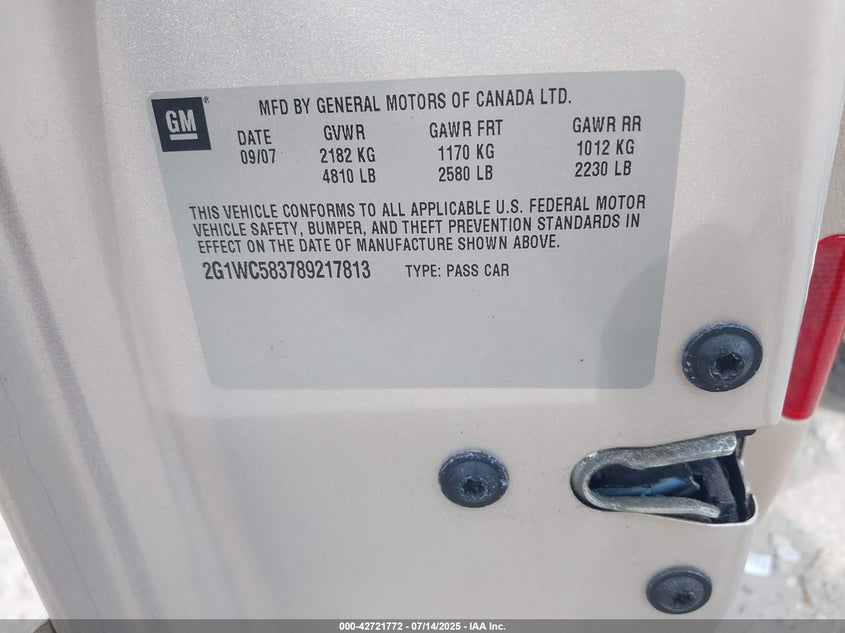 GM ®
MFD BY GENERAL MOTORS OF CANADA LTD.
DATE GVWR GAWR FRT GAWR RR
09/07 2182 KG 1170 KG 1012 KG
4810 LB 2580 LB 2230 LB
THIS VEHICLE CONFORMS TO ALL APPLICABLE U.S. FEDERAL MOTOR
VEHICLE SAFETY, BUMPER, AND THEFT PREVENTION STANDARDS IN
EFFECT ON THE DATE OF MANUFACTURE SHOWN ABOVE.
2G1WC583789217813 TYPE: PASS CAR
000-42721772 - 07/14/2025 - IAA Inc.